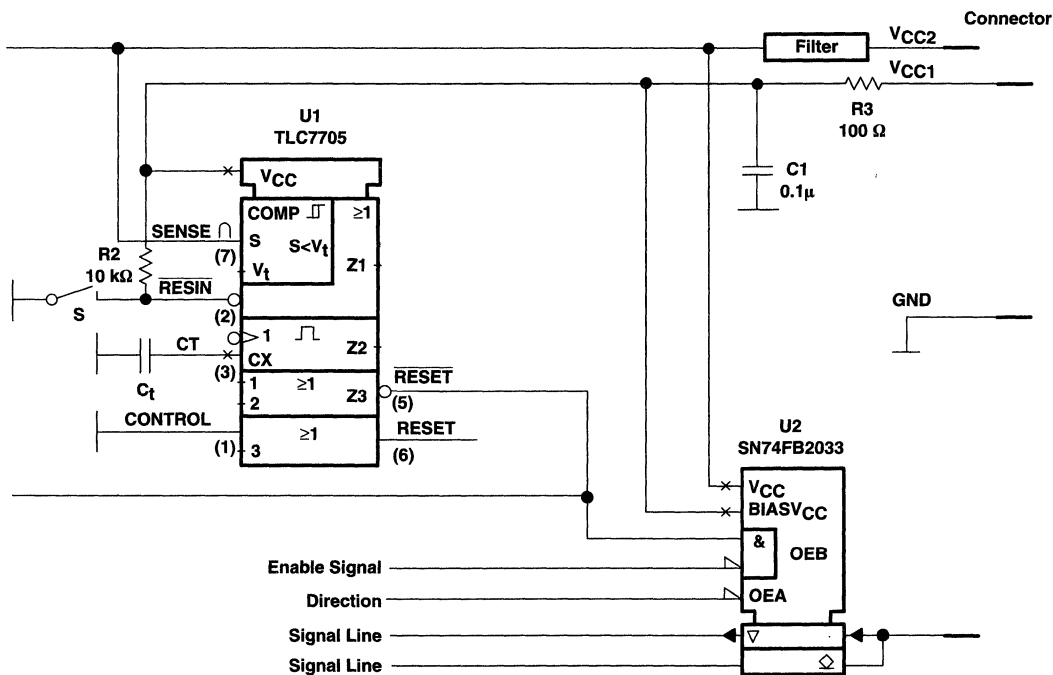 Connector
Filter
VCC2
VCC1
R3
100 Ω
U1
TLC7705
C1
0.1μ
VCC
COMP
≥1
SENSE
S
S<Vt
(7)
Vt
Z1
R2
10 kΩ
RESIN
S
(2)
GND
1
CT
Z2
CX
(3)
Ct
1
≥1
RESET
Z3
2
(5)
CONTROL
≥1
RESET
(1)
3
(6)
U2
SN74FB2033
VCC
BIASVCC
&
OEB
Enable Signal
Direction
OEA
Signal Line
Signal Line